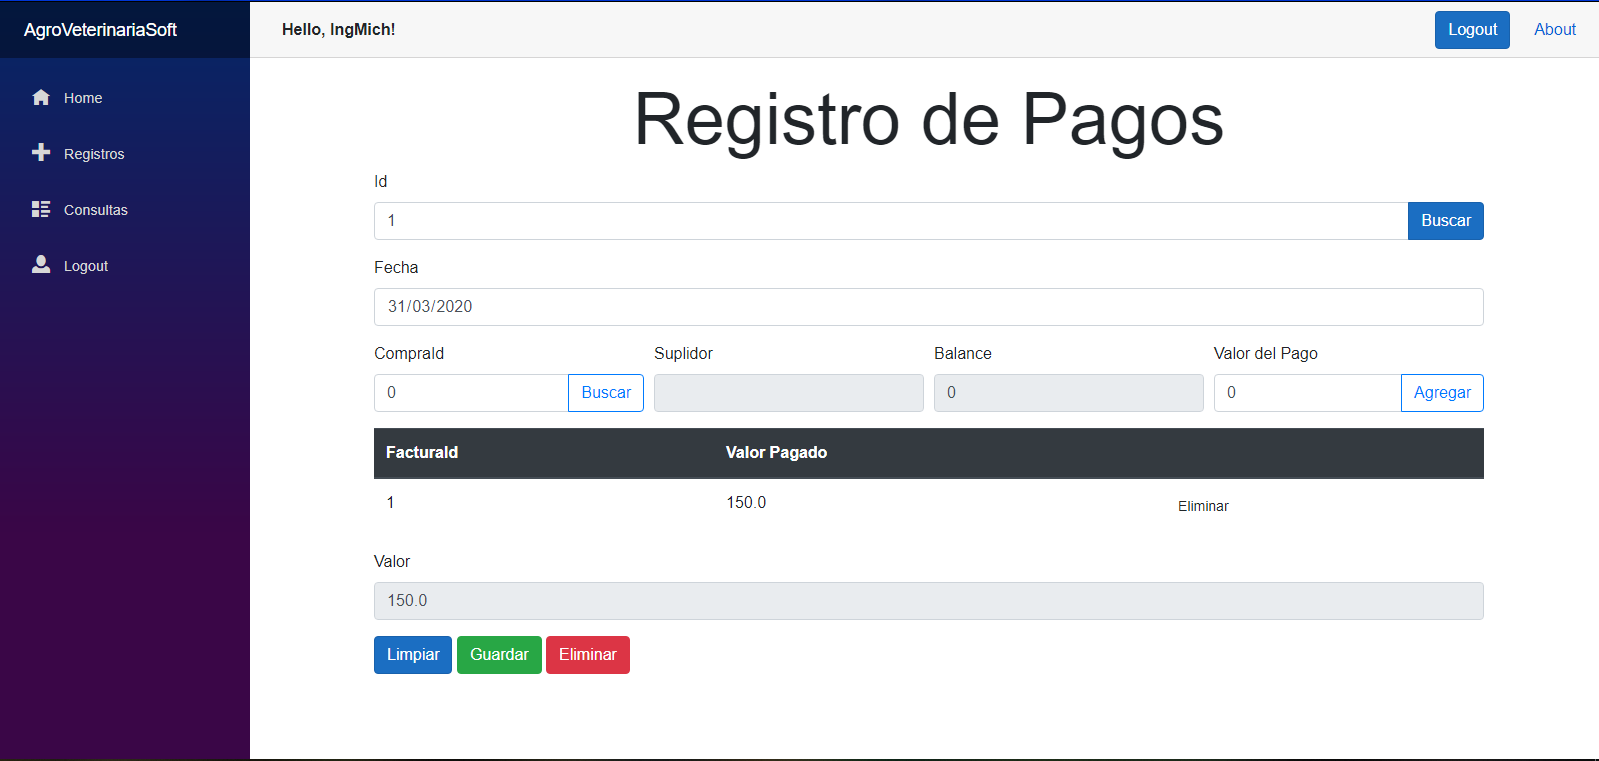 AgroVeterinariaSoft
Hello, IngMich!
Logout
About
Home
Registros
Consultas
Logout
Registro de Pagos
Id
1
Buscar
Fecha
31/03/2020
CompraId
Suplidor
Balance
Valor del Pago
0
Buscar
0
0
Agregar
FacturaId
Valor Pagado
1
150.0
Eliminar
Valor
150.0
Limpiar
Guardar
Eliminar